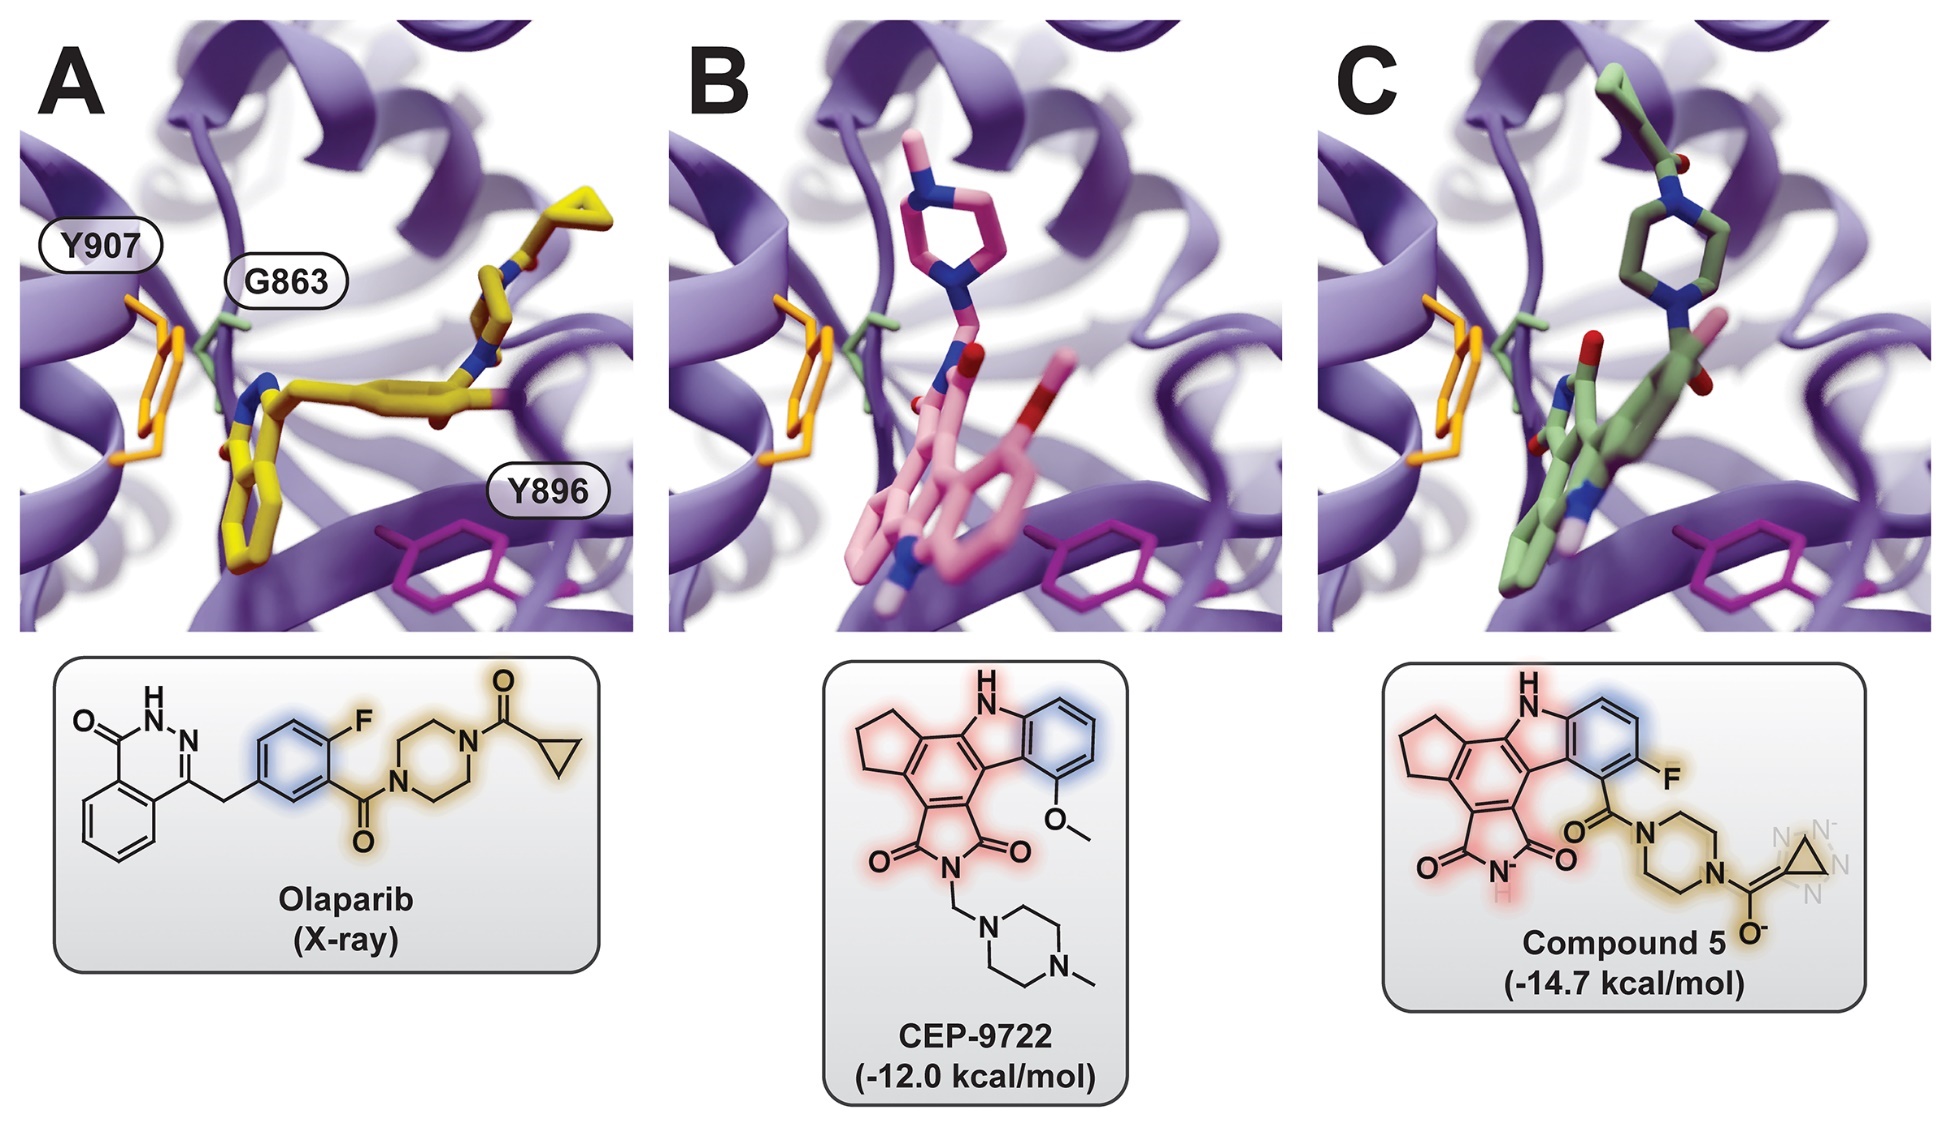 A
B
C
Y907
G863
Y896
O
H
N
N
F
O
N
N
O
Olaparib
(X-ray)
H
N
O
O
N
O
N
N
CEP-9722
(-12.0 kcal/mol)
H
N
F
O
N
O
N-
H
O
N
O-
N
N-
N
N
Compound 5
(-14.7 kcal/mol)